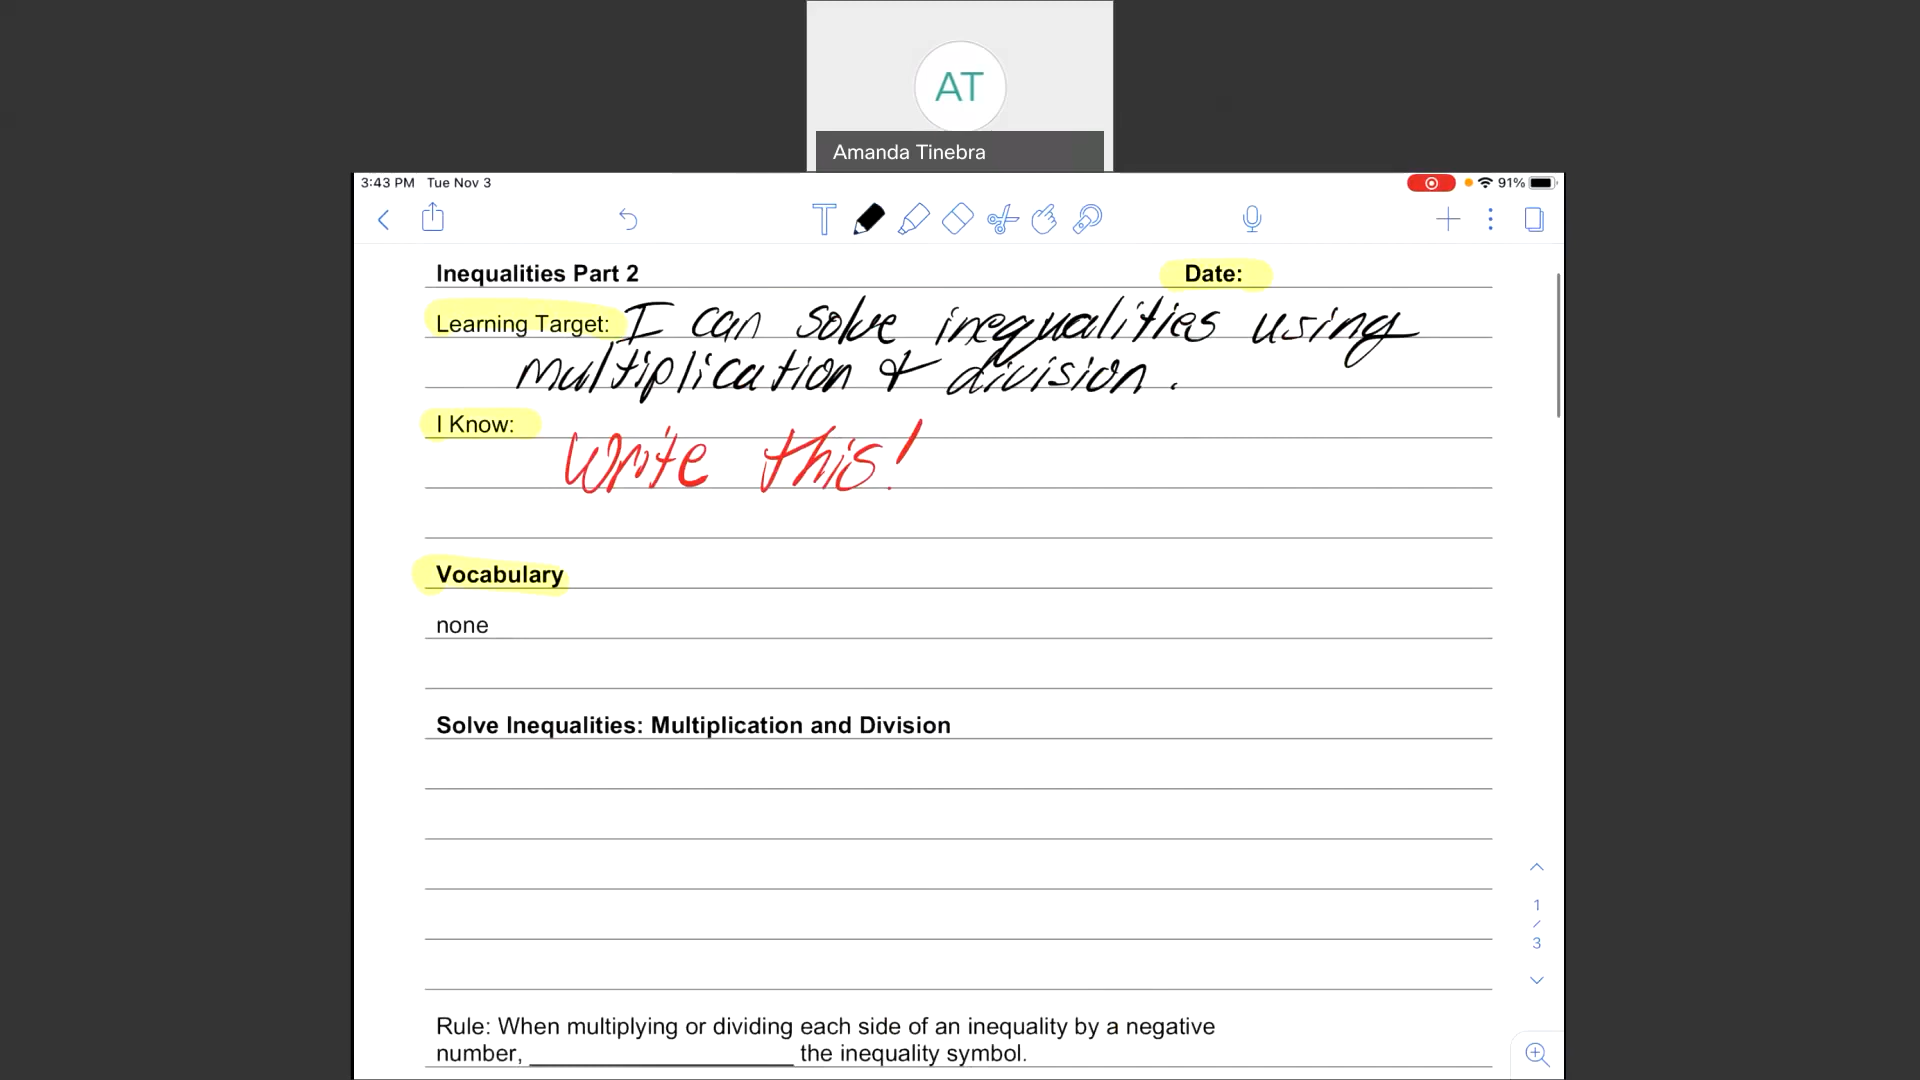 AT
Amanda Tinebra
3:43 PM Tue Nov 3
91%
T
Inequalities Part 2 Date:
Learning Target: I can solve inequalities using
multiplication & division.
I Know:
Write this!
Vocabulary
none
Solve Inequalities: Multiplication and Division
1
/
3
Rule: When multiplying or dividing each side of an inequality by a negative
number, ____________________ the inequality symbol.